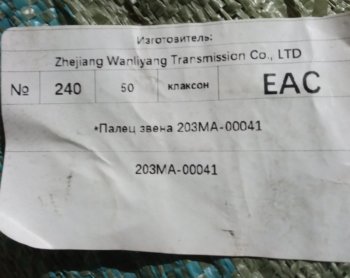 Изготовитель:
Zhejiang Wanliyang Transmission Co., LTD
№ 240 50 клаксон EAC
*Палец звена 203MA-00041
203MA-00041